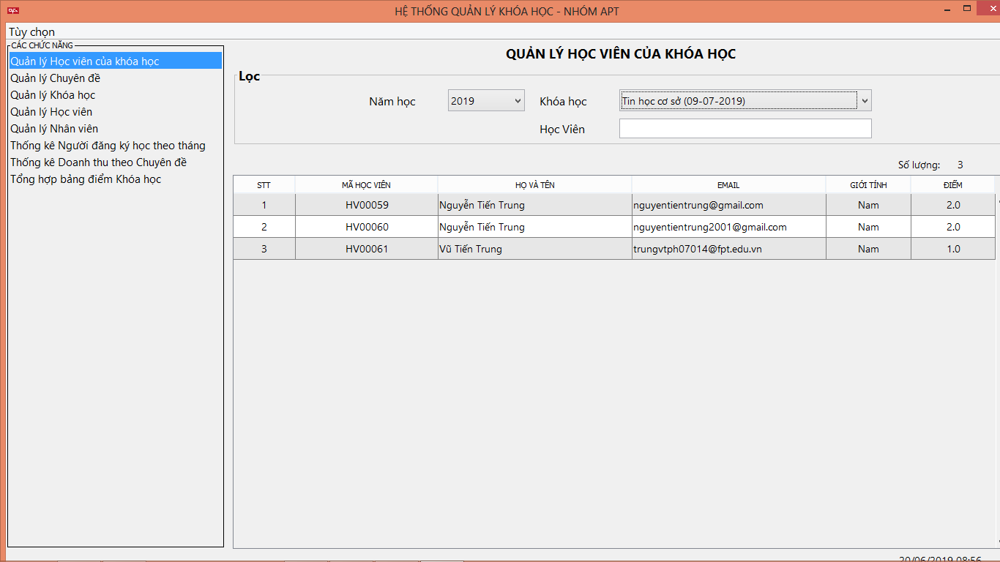 HỆ THỐNG QUẢN LÝ KHÓA HỌC - NHÓM APT
Tùy chọn
CÁC CHỨC NĂNG
Quản lý Học viên của khóa học
Quản lý Chuyên đề
Quản lý Khóa học
Quản lý Học viên
Quản lý Nhân viên
Thống kê Người đăng ký học theo tháng
Thống kê Doanh thu theo Chuyên đề
Tổng hợp bảng điểm Khóa học
QUẢN LÝ HỌC VIÊN CỦA KHÓA HỌC
Lọc
Năm học 2019 Khóa học Tin học cơ sở (09-07-2019)
Học Viên
Số lượng: 3
STT MÃ HỌC VIÊN HỌ VÀ TÊN EMAIL GIỚI TÍNH ĐIỂM
1 HV00059 Nguyễn Tiến Trung nguyentientrung@gmail.com Nam 2.0
2 HV00060 Nguyễn Tiến Trung nguyentientrung2001@gmail.com Nam 2.0
3 HV00061 Vũ Tiến Trung trungvtph07014@fpt.edu.vn Nam 1.0
20/06/2019 08:56